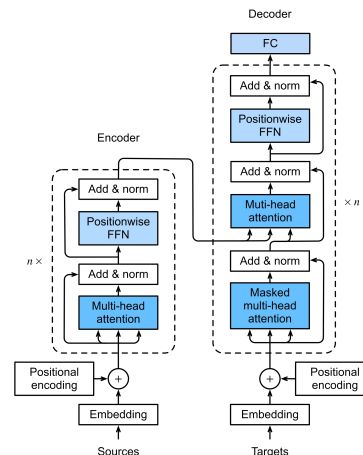 Decoder
FC
Add & norm
Positionwise
FFN
Add & norm
Muti-head
attention
× n
Add & norm
Masked
multi-head
attention
Positional
encoding
+
Embedding
Targets
Encoder
Add & norm
Positionwise
FFN
n ×
Add & norm
Multi-head
attention
Positional
encoding
+
Embedding
Sources